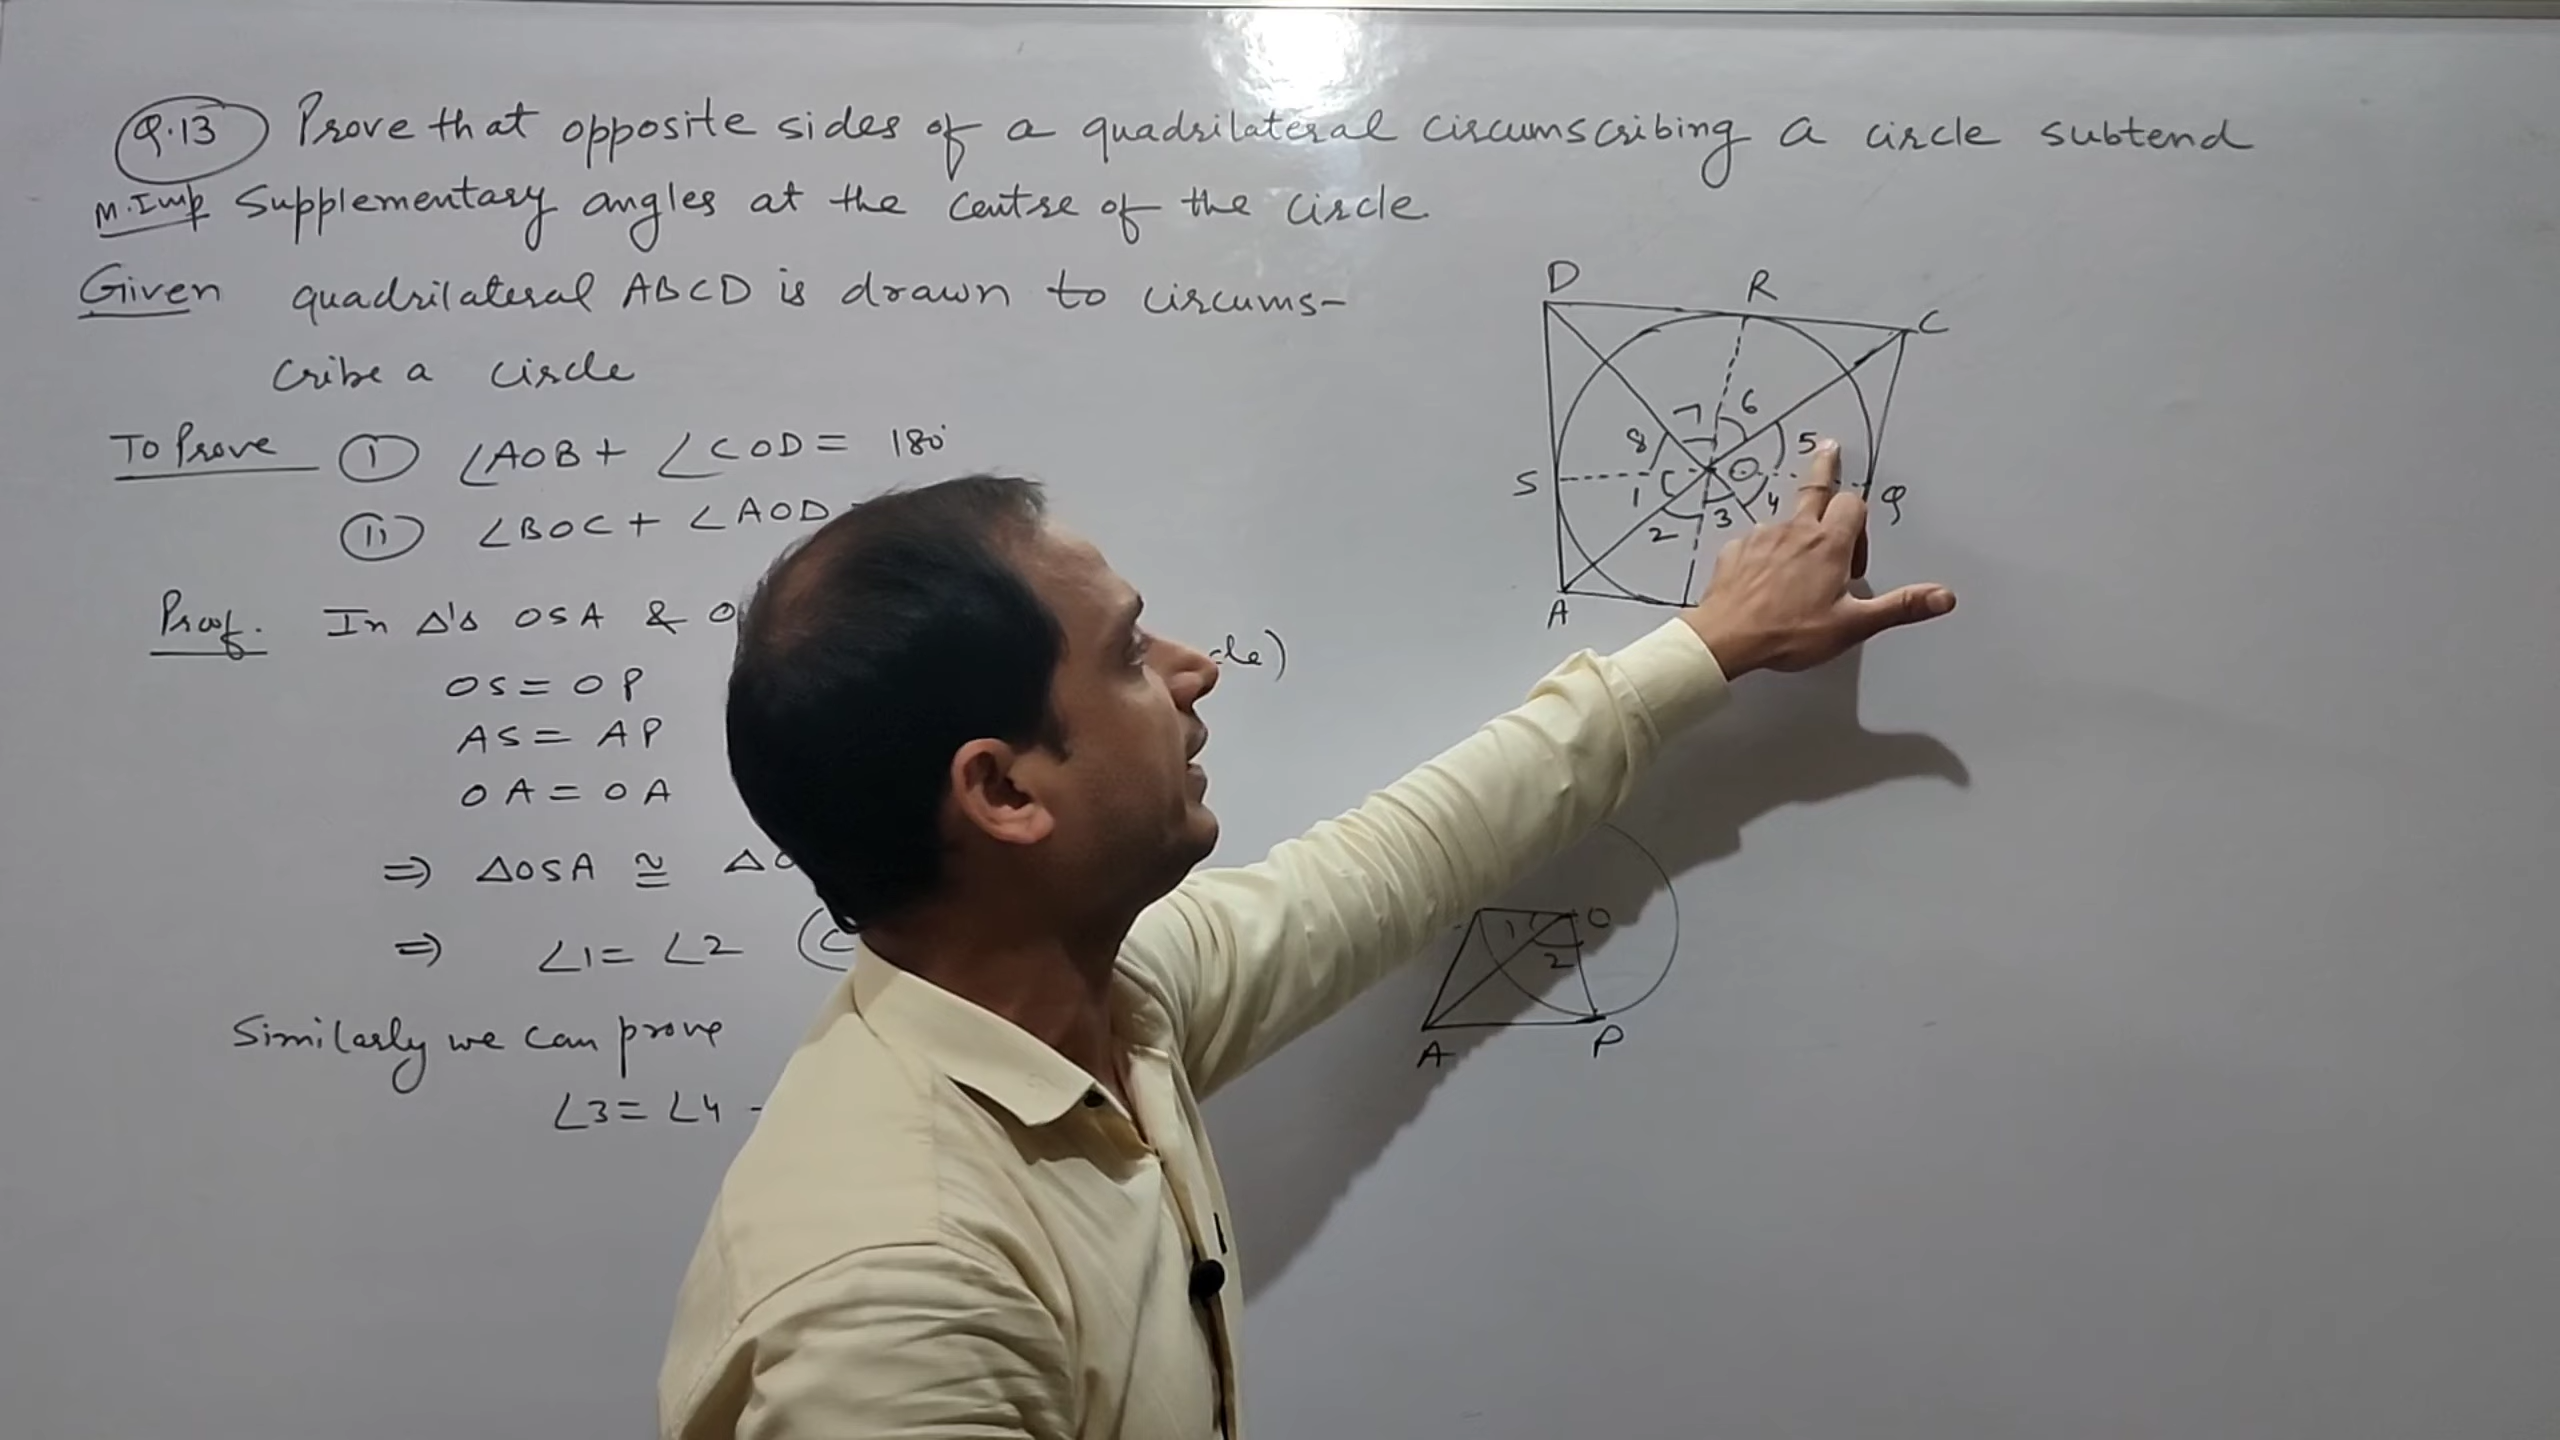 Q.13 Prove that opposite sides of a quadrilateral circumscribing a circle subtend
M.Imp Supplementary angles at the centre of the circle.
Given quadrilateral ABCD is drawn to circums-
cribe a circle
To Prove (I) ∠AOB + ∠COD = 180°
(II) ∠BOC + ∠AOD
Proof. In Δ's OSA & O
OS = OP
AS = AP
OA = OA
⇒ ΔOSA ≅ ΔO
⇒ ∠1 = ∠2 (C
Similarly we can prove
∠3 = ∠4 -
cle)
D R C
7 6
8 5
S O Q
1 4
2 3
A
1 O
2
A P